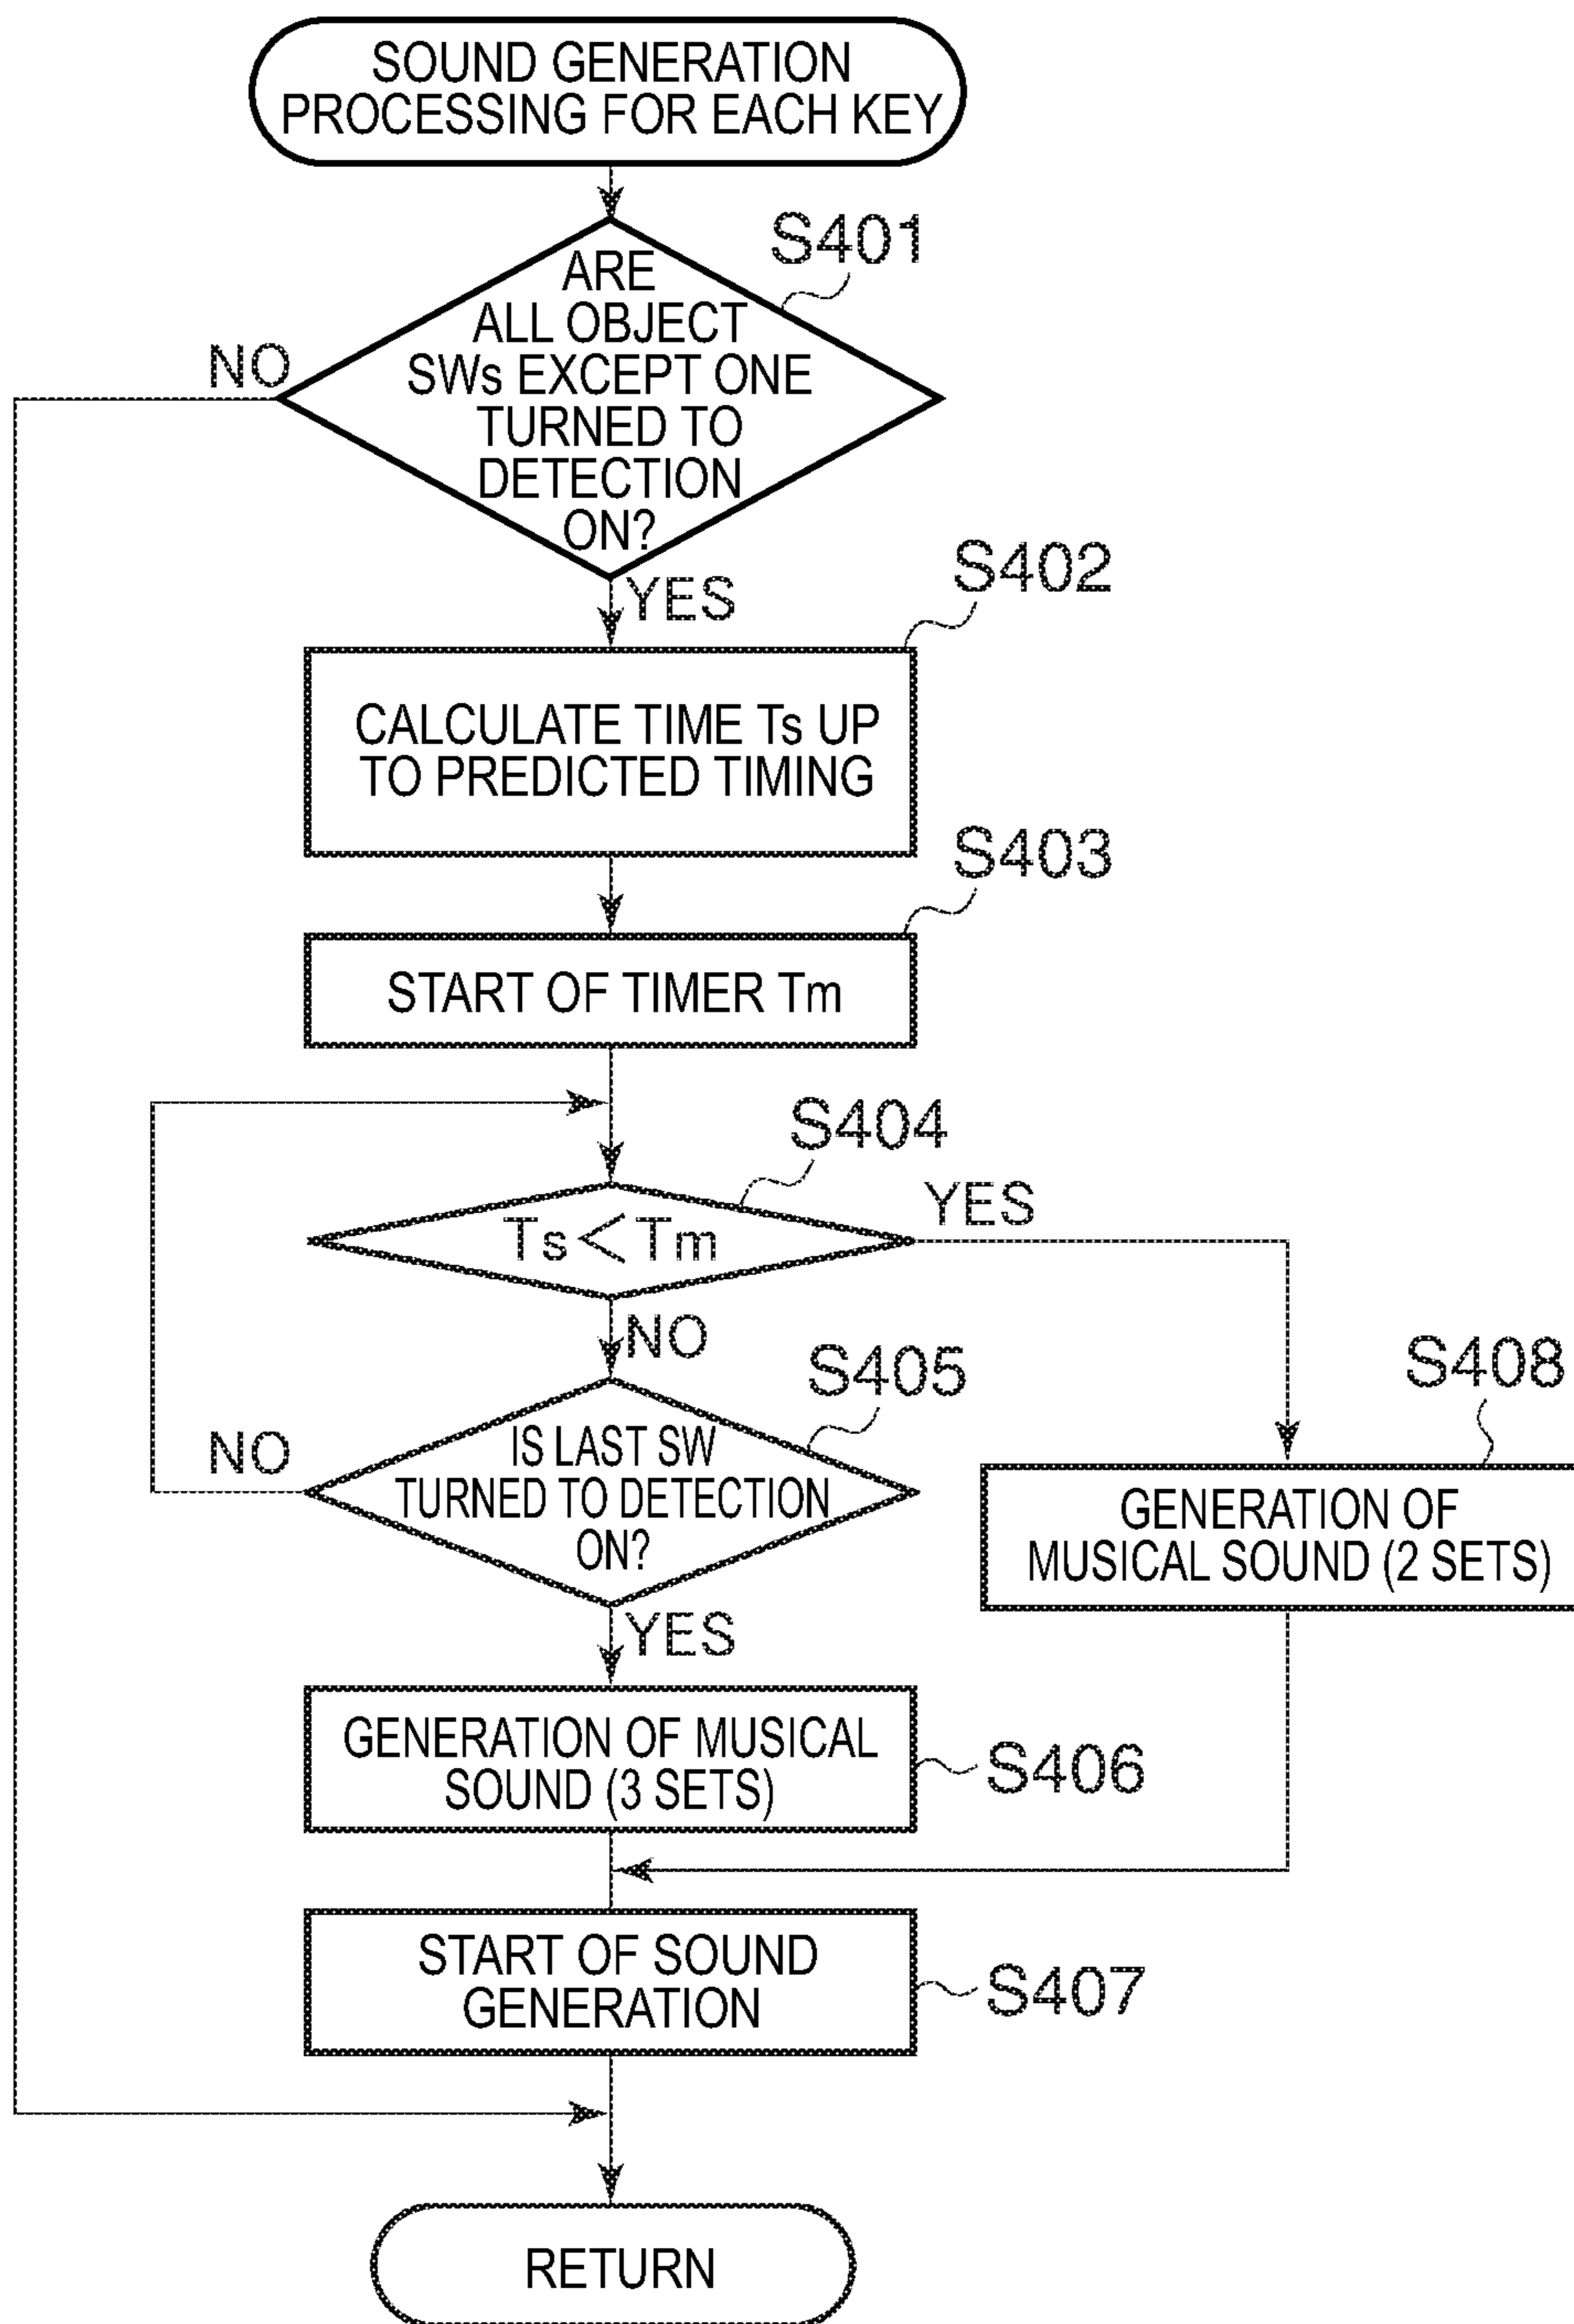 SOUND GENERATION
PROCESSING FOR EACH KEY
S401
ARE
ALL OBJECT
SWs EXCEPT ONE
TURNED TO
DETECTION
ON?
NO
YES
S402
CALCULATE TIME Ts UP
TO PREDICTED TIMING
S403
START OF TIMER Tm
S404
Ts<Tm
YES
NO
S405
IS LAST SW
TURNED TO DETECTION
ON?
NO
YES
S408
GENERATION OF
MUSICAL SOUND (2 SETS)
GENERATION OF MUSICAL
SOUND (3 SETS)
S406
START OF SOUND
GENERATION
S407
RETURN